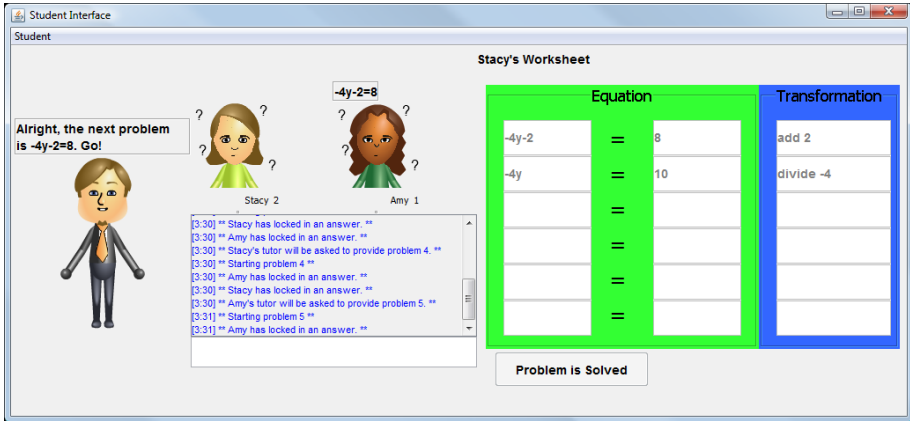 Student Interface
Student
Stacy's Worksheet
-4y-2=8
Equation
Transformation
Alright, the next problem
is -4y-2=8. Go!
? ? ? ?
? ? ? ?
-4y-2 = 8 add 2
-4y = 10 divide -4
=
=
=
=
Stacy 2
Amy 1
[3:30] ** Stacy has locked in an answer. **
[3:30] ** Amy has locked in an answer. **
[3:30] ** Stacy's tutor will be asked to provide problem 4. **
[3:30] ** Starting problem 4 **
[3:30] ** Amy has locked in an answer. **
[3:30] ** Stacy has locked in an answer. **
[3:30] ** Amy's tutor will be asked to provide problem 5. **
[3:31] ** Starting problem 5 **
[3:31] ** Amy has locked in an answer. **
Problem is Solved